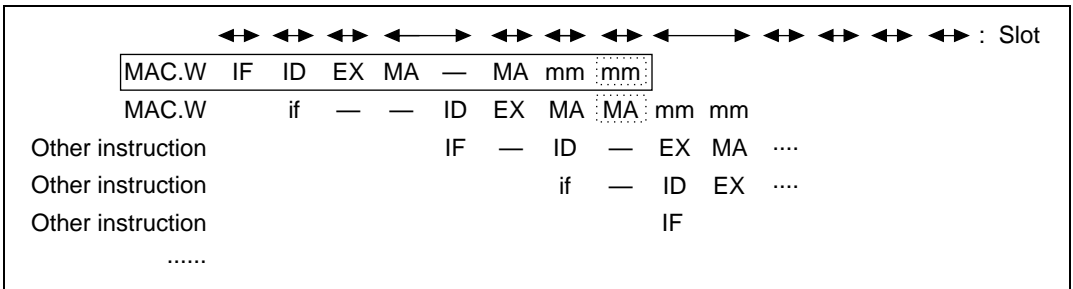 : Slot
MAC.W IF ID EX MA — MA mm mm
MAC.W if — — ID EX MA MA mm mm
Other instruction IF — ID — EX MA ....
Other instruction if — ID EX ....
Other instruction IF
......